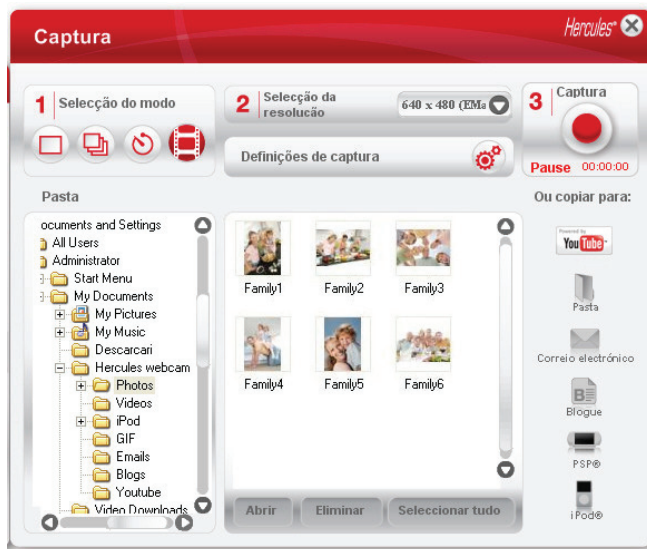 Captura
Hercules®
1 Selecção do modo
2 Selecção da
resolucão
640 x 480 (EMa
3 Captura
Definições de captura
Pause 00:00:00
Pasta
Ou copiar para:
ocuments and Settings
All Users
Administrator
Start Menu
My Documents
My Pictures
My Music
Descarcari
Hercules webcam
Photos
Videos
iPod
GIF
Emails
Blogs
Youtube
Video Downloads
Family1
Family2
Family3
Family4
Family5
Family6
Abrir
Eliminar
Seleccionar tudo
Powered by
YouTube
Pasta
Correio electrónico
B
Blogue
PSP®
iPod®